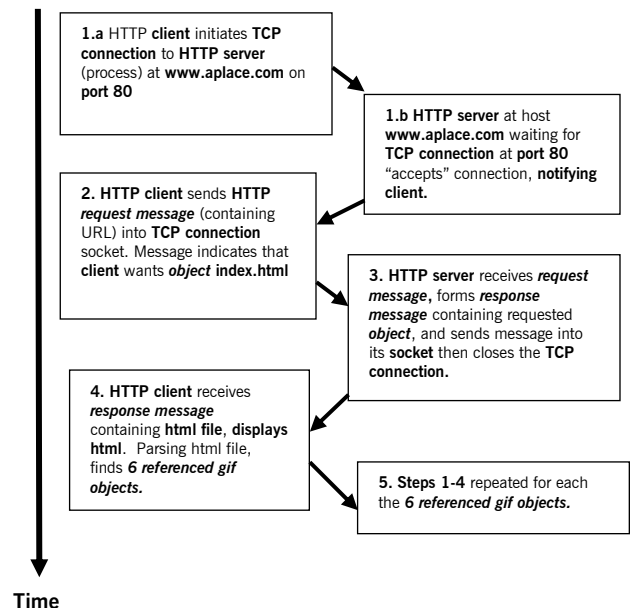 1.a HTTP client initiates TCP
connection to HTTP server
(process) at www.aplace.com on
port 80
1.b HTTP server at host
www.aplace.com waiting for
TCP connection at port 80
“accepts” connection, notifying
client.
2. HTTP client sends HTTP
request message (containing
URL) into TCP connection
socket. Message indicates that
client wants object index.html
3. HTTP server receives request
message, forms response
message containing requested
object, and sends message into
its socket then closes the TCP
connection.
4. HTTP client receives
response message
containing html file, displays
html. Parsing html file,
finds 6 referenced gif
objects.
5. Steps 1-4 repeated for each
the 6 referenced gif objects.
Time